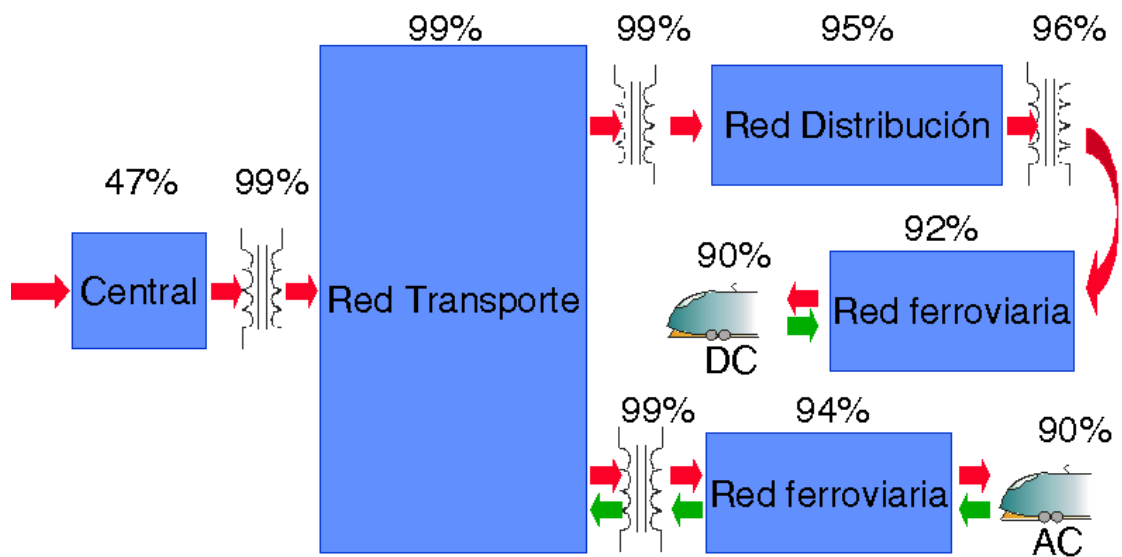 99%
99%
95%
96%
Red Distribución
47%
99%
Central
Red Transporte
92%
90%
Red ferroviaria
DC
99%
94%
90%
Red ferroviaria
AC